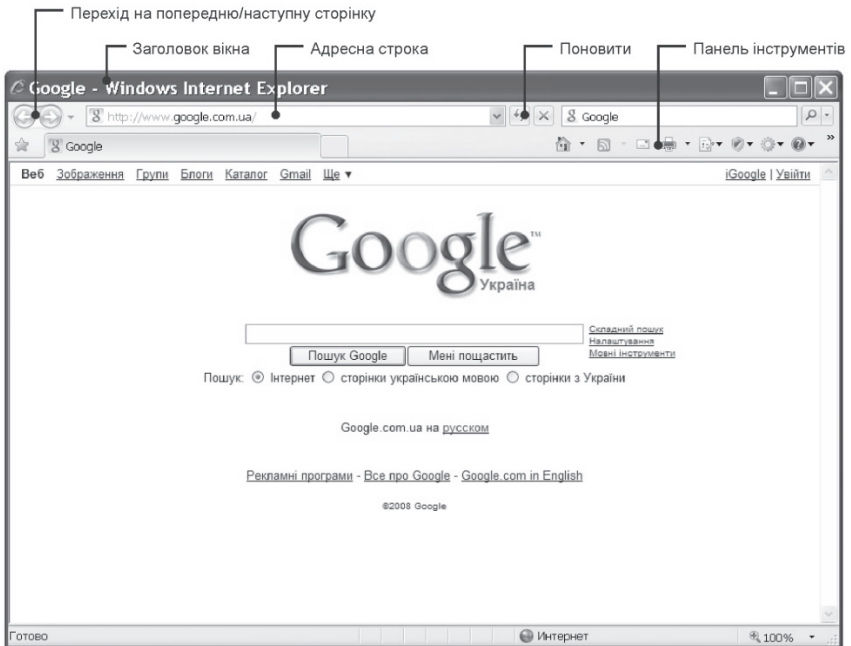 Перехід на попередню/наступну сторінку
Заголовок вікна Адресна строка Поновити Панель інструментів
Google - Windows Internet Explorer
http://www.google.com.ua/ Google
Google
Веб Зображення Групи Блоги Каталог Gmail Ще ▼ iGoogle | Увійти
Google™
Україна
Складний пошук
Налаштування
Мовні інструменти
Пошук Google Мені пощастить
Пошук: Інтернет сторінки українською мовою сторінки з України
Google.com.ua на русском
Рекламні програми - Все про Google - Google.com in English
©2008 Google
Готово Интернет 100%